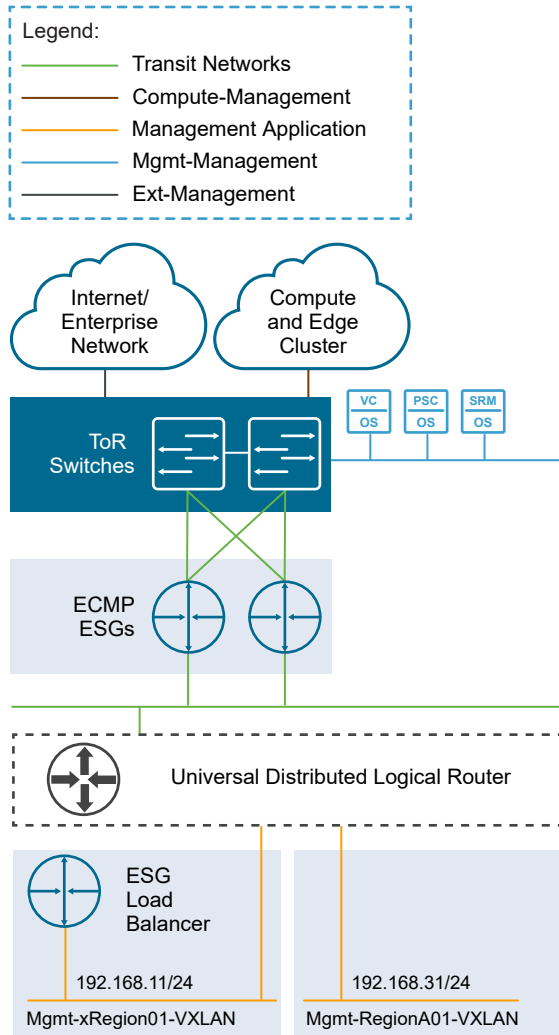 Legend:
Transit Networks
Compute-Management
Management Application
Mgmt-Management
Ext-Management
Internet/
Enterprise
Network
Compute
and Edge
Cluster
ToR
Switches
VC
OS
PSC
OS
SRM
OS
ECMP
ESGs
Universal Distributed Logical Router
ESG
Load
Balancer
192.168.11/24
Mgmt-xRegion01-VXLAN
192.168.31/24
Mgmt-RegionA01-VXLAN